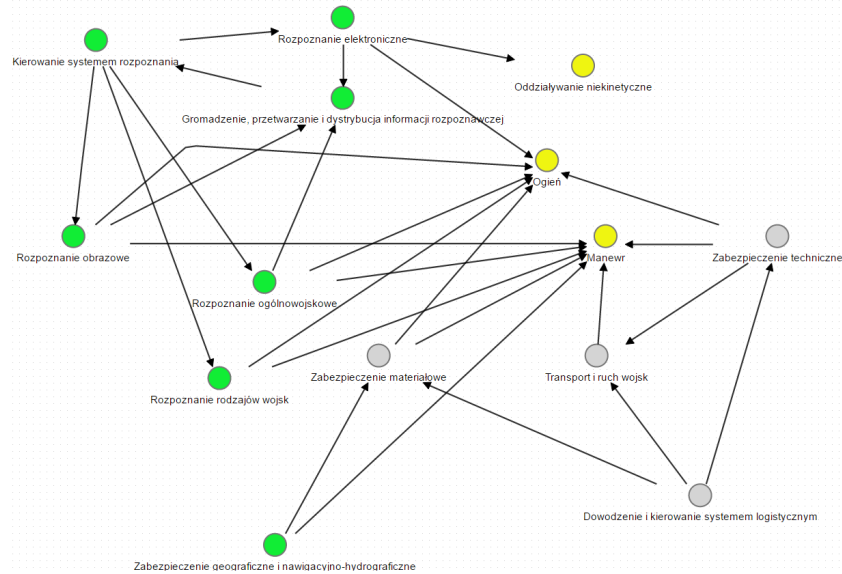 Rozpoznanie elektroniczne
Kierowanie systemem rozpoznania
Oddziaływanie niekinetyczne
Gromadzenie, przetwarzanie i dystrybucja informacji rozpoznawczej
Ogień
Rozpoznanie obrazowe
Manewr
Zabezpieczenie techniczne
Rozpoznanie ogólnowojskowe
Zabezpieczenie materiałowe
Transport i ruch wojsk
Rozpoznanie rodzajów wojsk
Dowodzenie i kierowanie systemem logistycznym
Zabezpieczenie geograficzne i nawigacyjno-hydrograficzne